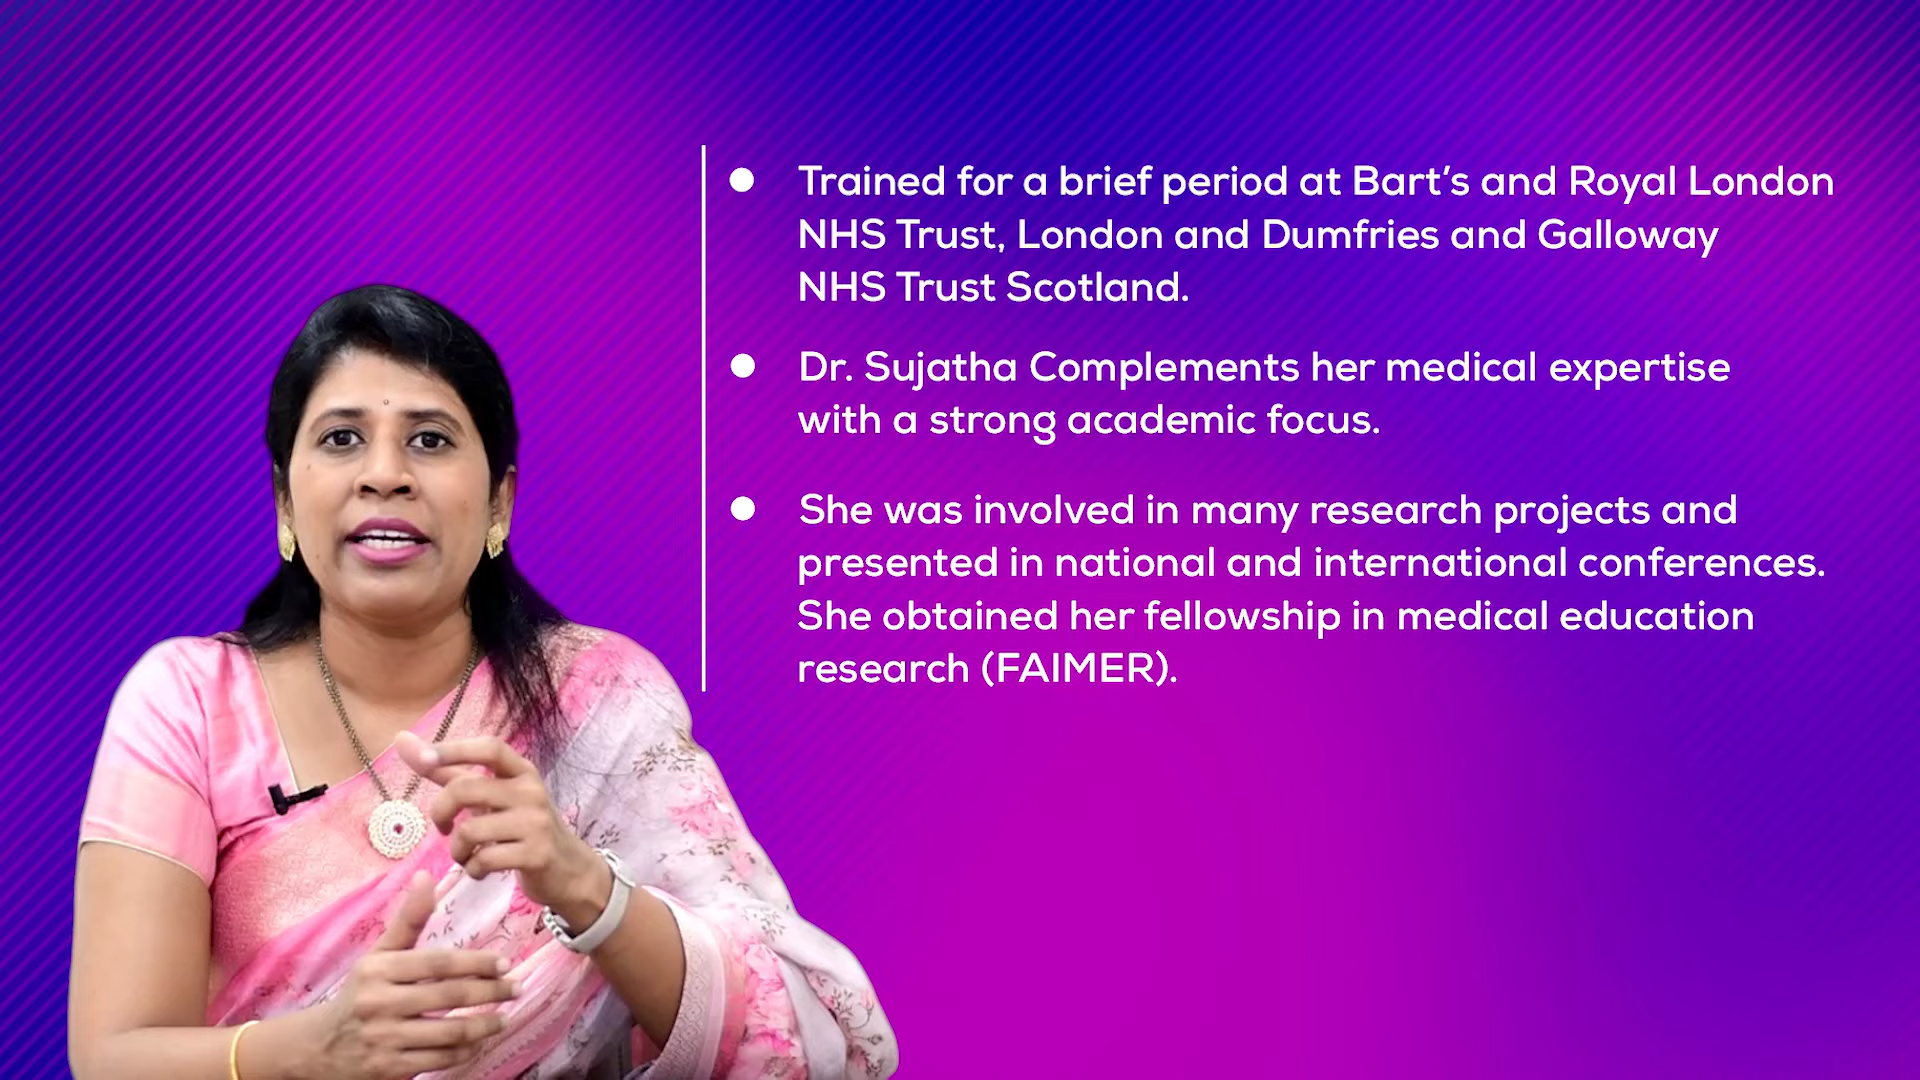 Trained for a brief period at Bart’s and Royal London
NHS Trust, London and Dumfries and Galloway
NHS Trust Scotland.
Dr. Sujatha Complements her medical expertise
with a strong academic focus.
She was involved in many research projects and
presented in national and international conferences.
She obtained her fellowship in medical education
research (FAIMER).